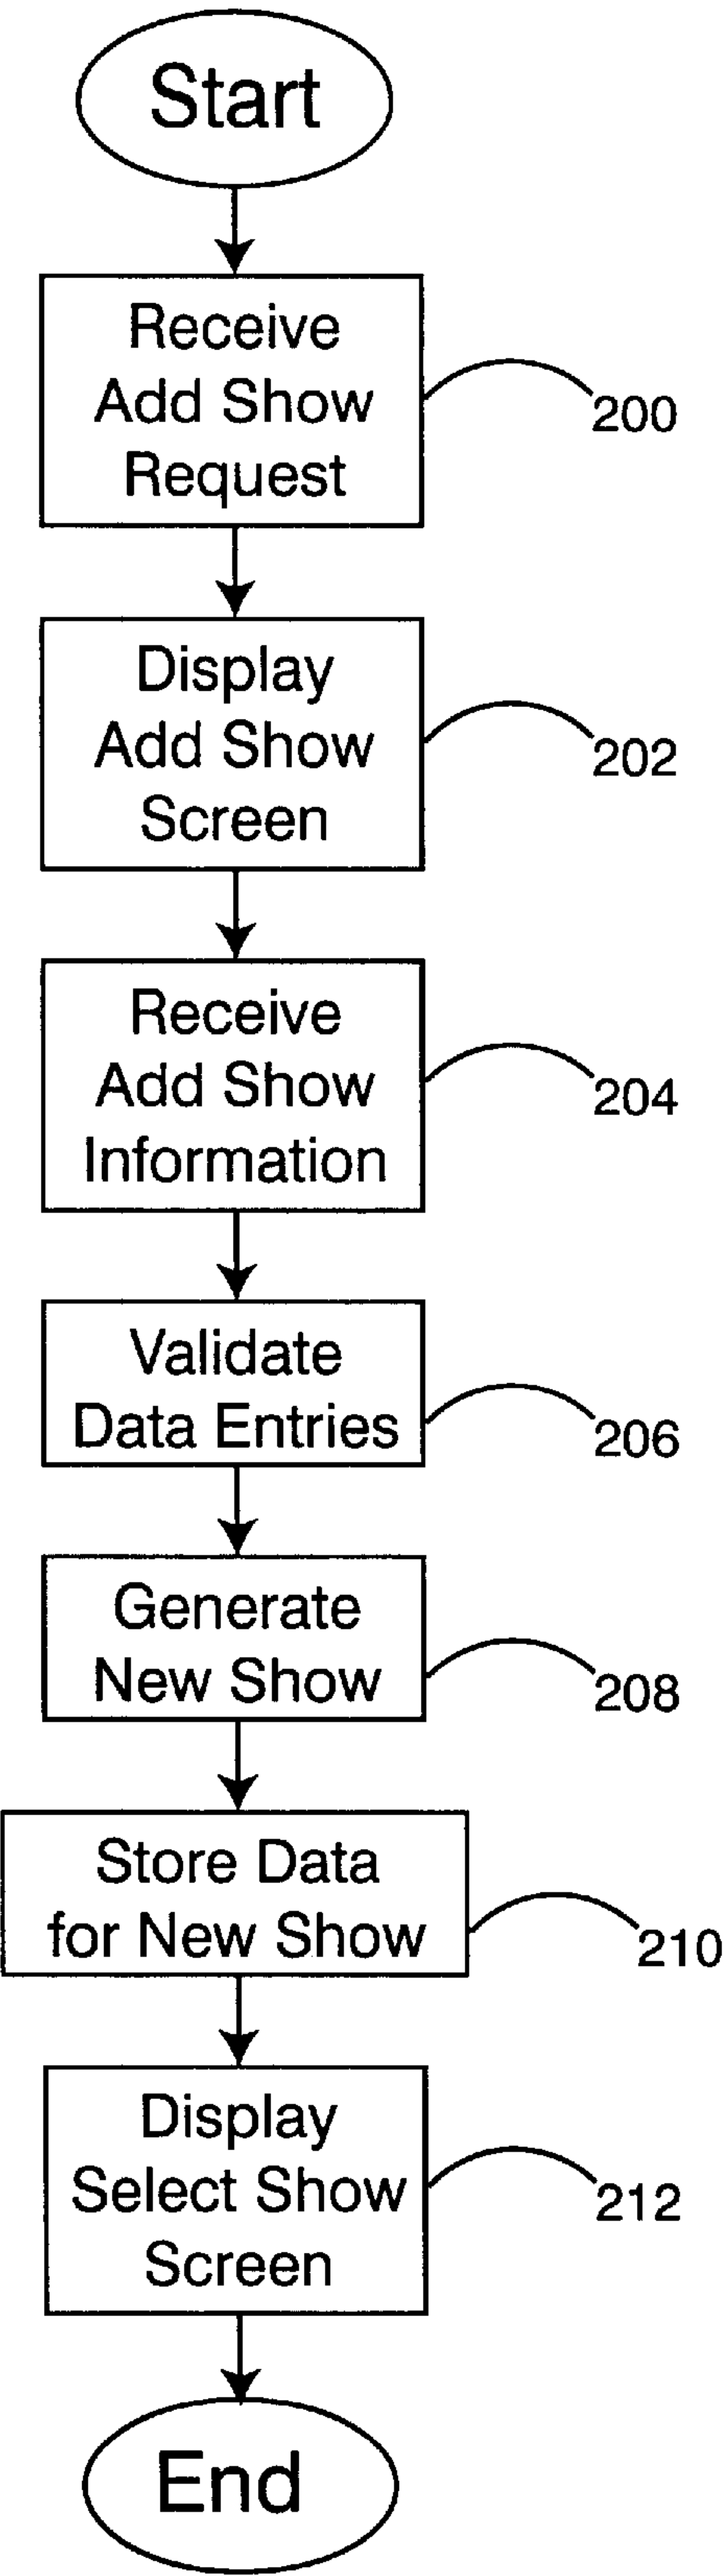 Start
Receive
Add Show
Request
200
Display
Add Show
Screen
202
Receive
Add Show
Information
204
Validate
Data Entries
206
Generate
New Show
208
Store Data
for New Show
210
Display
Select Show
Screen
212
End